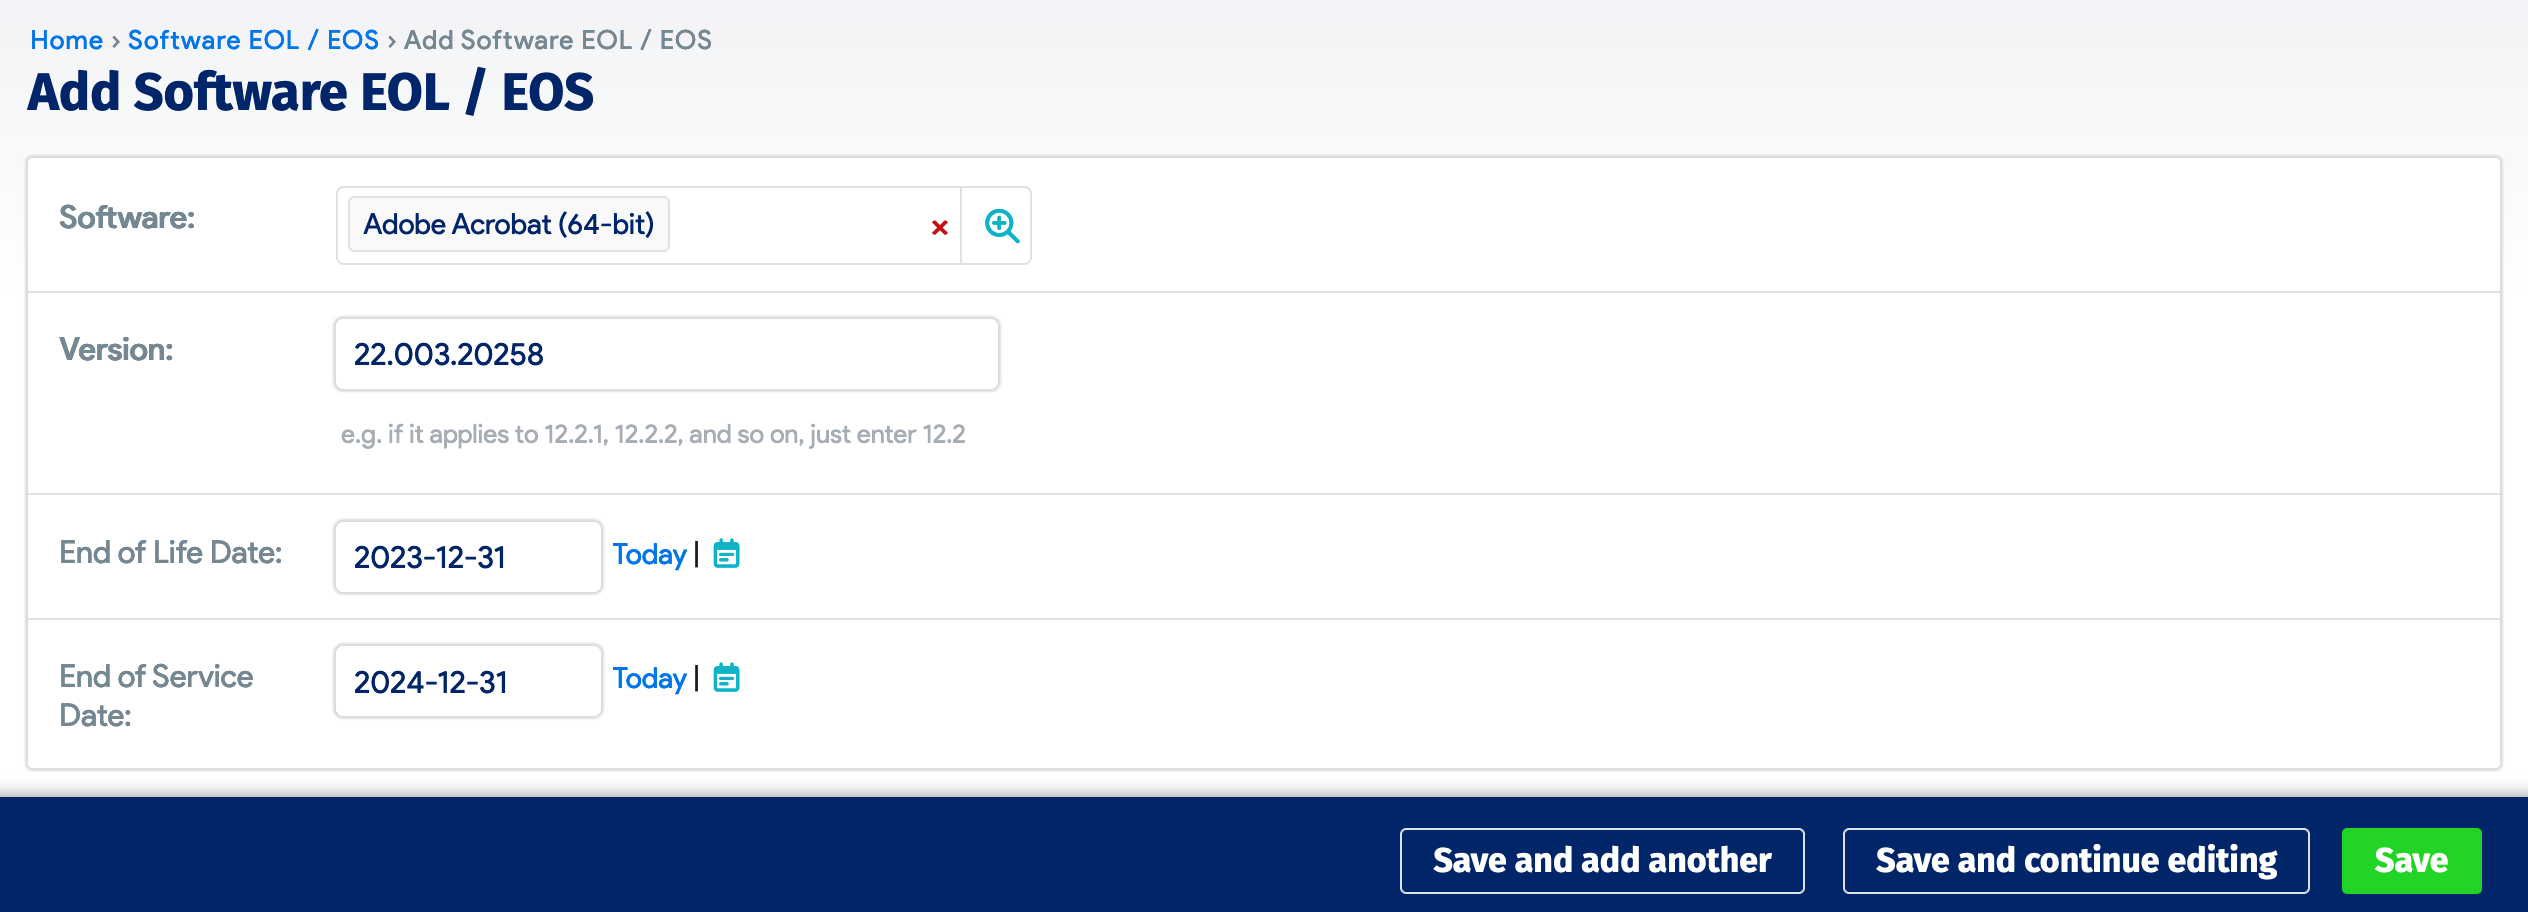 Home › Software EOL / EOS › Add Software EOL / EOS
Add Software EOL / EOS
Software:
Adobe Acrobat (64-bit)
Version:
22.003.20258
e.g. if it applies to 12.2.1, 12.2.2, and so on, just enter 12.2
End of Life Date:
2023-12-31
Today |
End of Service
Date:
2024-12-31
Today |
Save and add another
Save and continue editing
Save